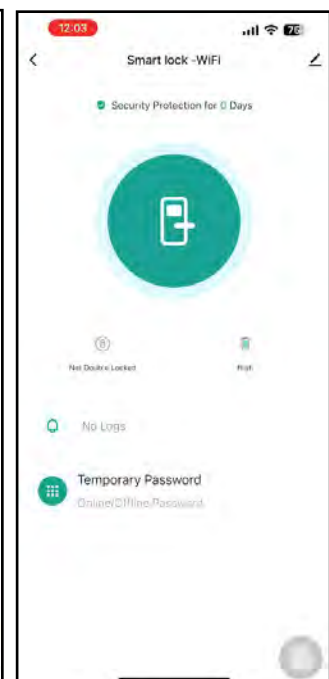 12:03
76
Smart lock -WiFi
Security Protection for 0 Days
Not Double Locked
High
No Logs
Temporary Password
Online/Offline Password